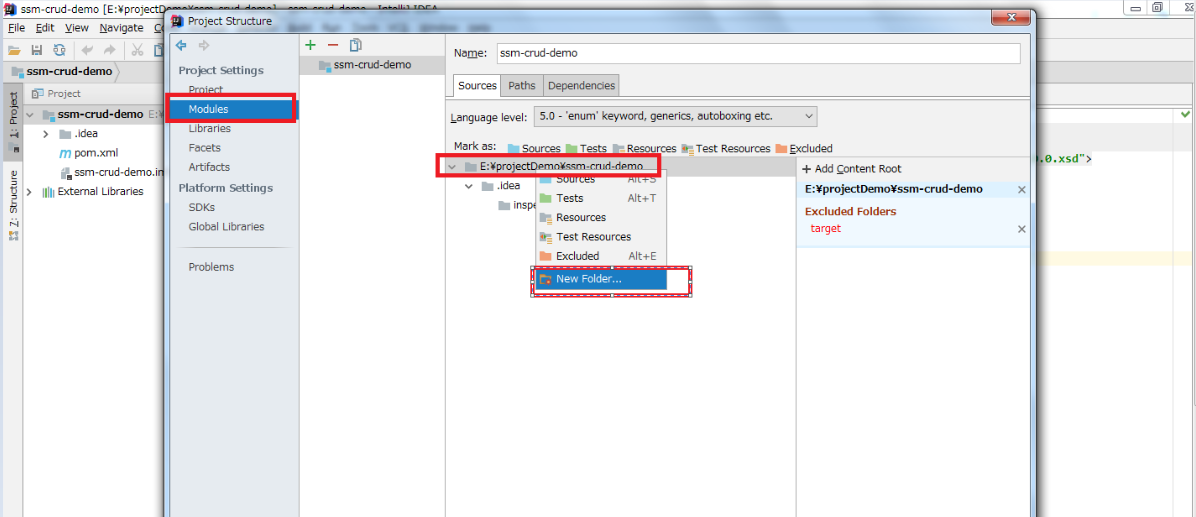 ssm-crud-demo [E:¥projectDemo¥ssm-crud-demo] - ssm-crud-demo - IntelliJ IDEA
Project Structure
File Edit View Navigate
ssm-crud-demo
Project
ssm-crud-demo E:¥
.idea
pom.xml
ssm-crud-demo.im
External Libraries
1: Project
7: Structure
Project Settings
Project
Modules
Libraries
Facets
Artifacts
Platform Settings
SDKs
Global Libraries
Problems
ssm-crud-demo
Name: ssm-crud-demo
Sources Paths Dependencies
Language level: 5.0 - 'enum' keyword, generics, autoboxing etc.
Mark as: Sources Tests Resources Test Resources Excluded
E:¥projectDemo¥ssm-crud-demo
.idea
inspe
Sources Alt+S
Tests Alt+T
Resources
Test Resources
Excluded Alt+E
New Folder...
+ Add Content Root
E:¥projectDemo¥ssm-crud-demo
Excluded Folders
target
0.0.xsd">